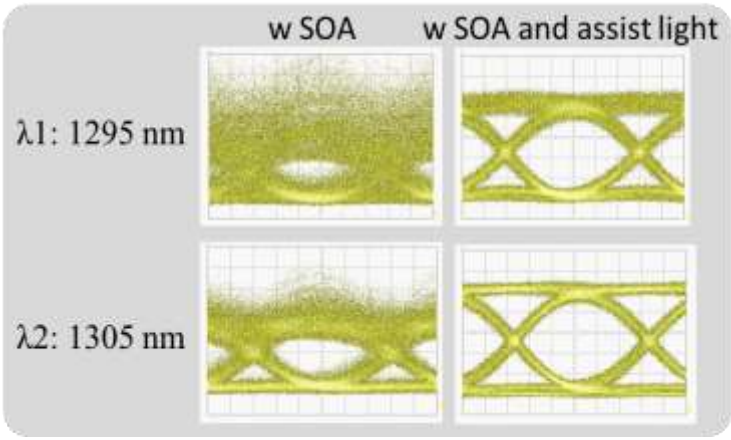 w SOA
w SOA and assist light
λ1: 1295 nm
λ2: 1305 nm